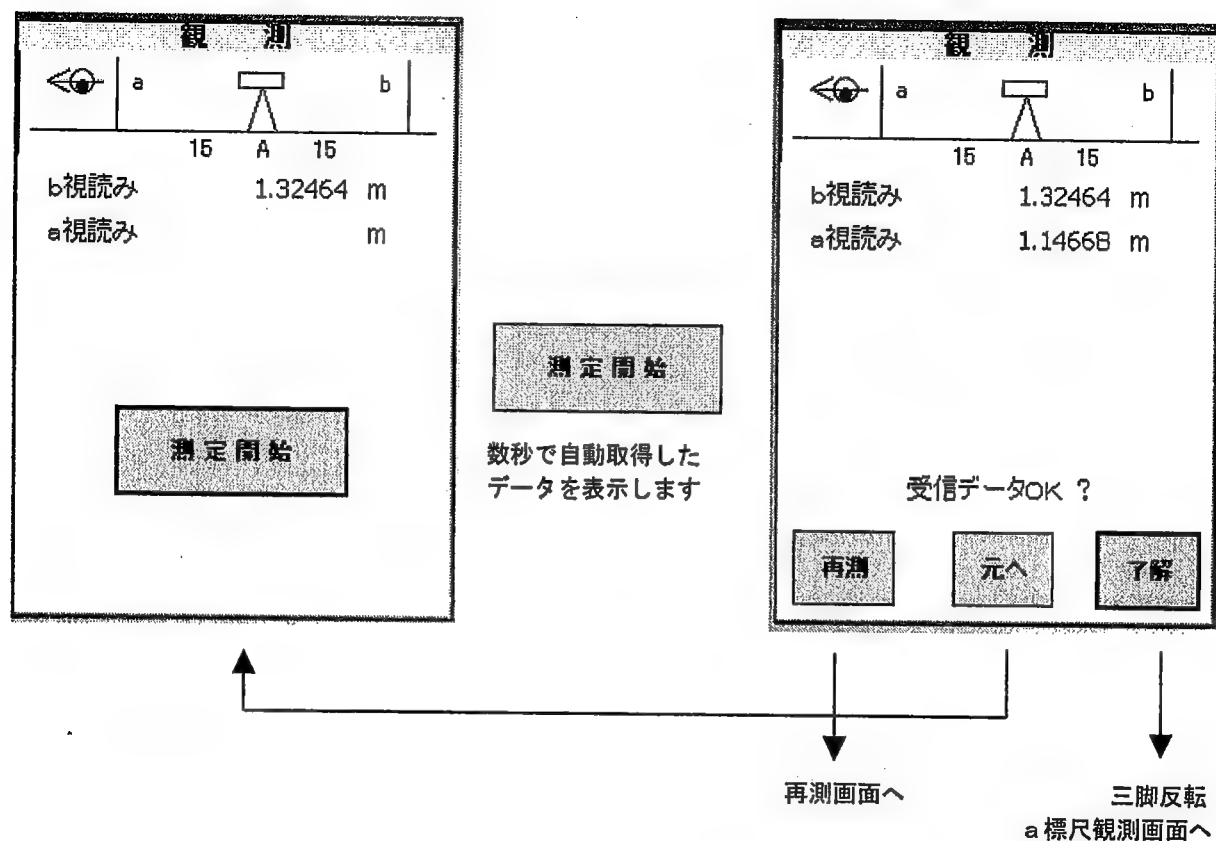 観 測
a
b
15 A 15
b視読み 1.32464 m
a視読み m
測定開始
測定開始
数秒で自動取得した
データを表示します
観 測
a
b
15 A 15
b視読み 1.32464 m
a視読み 1.14668 m
受信データOK ?
再測 元へ 了解
再測画面へ
三脚反転
a標尺観測画面へ